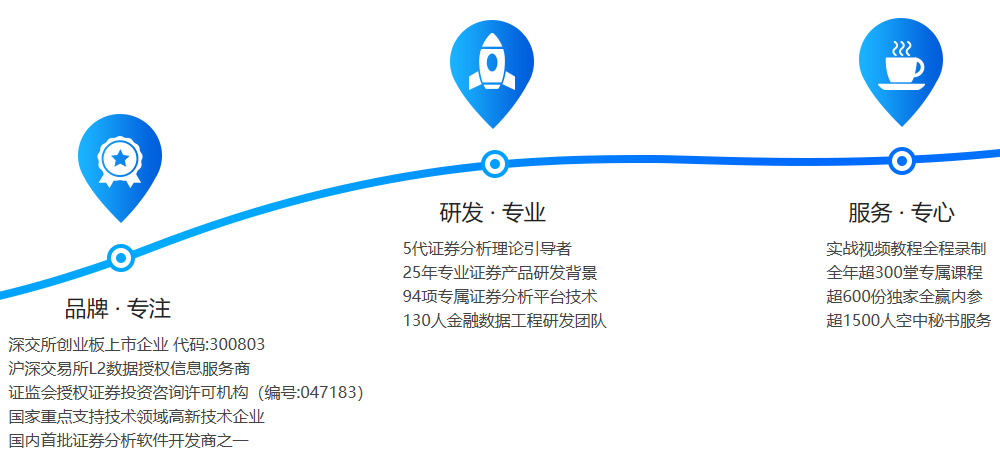 品牌 · 专注
深交所创业板上市企业 代码:300803
沪深交易所L2数据授权信息服务商
证监会授权证券投资咨询许可机构（编号:047183）
国家重点支持技术领域高新技术企业
国内首批证券分析软件开发商之一
研发 · 专业
5代证券分析理论引导者
25年专业证券产品研发背景
94项专属证券分析平台技术
130人金融数据工程研发团队
服务 · 专心
实战视频教程全程录制
全年超300堂专属课程
超600份独家全赢内参
超1500人空中秘书服务